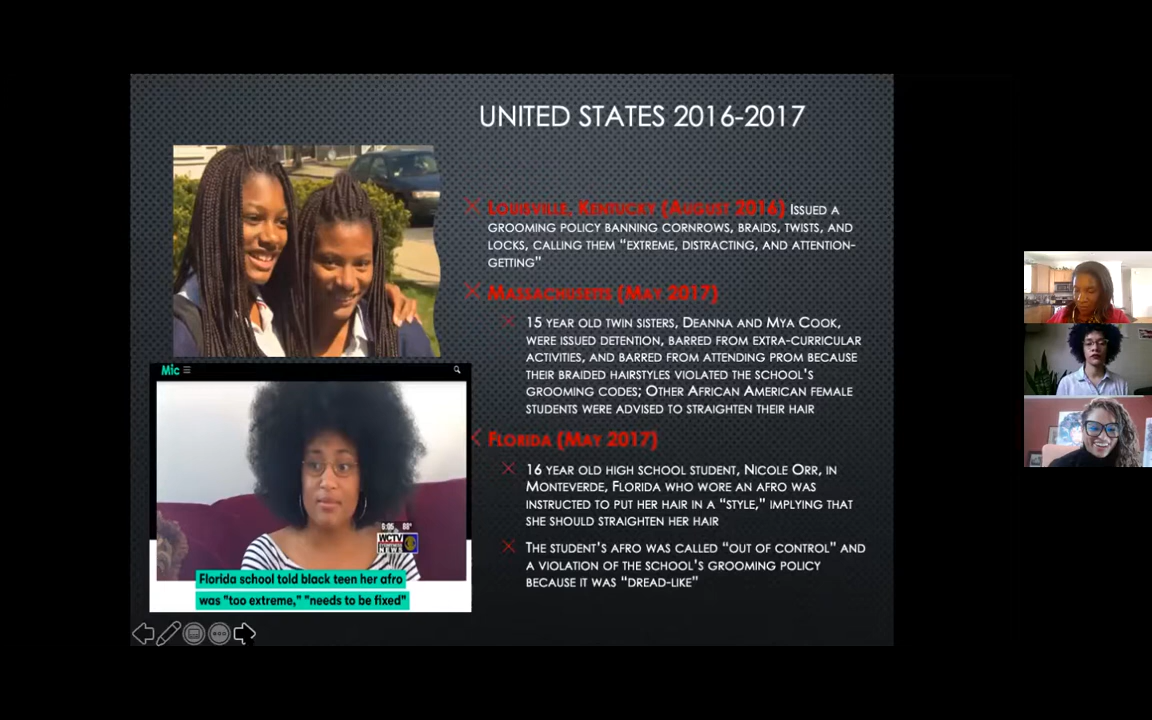 UNITED STATES 2016-2017
LOUISVILLE, KENTUCKY (AUGUST 2016) ISSUED A
GROOMING POLICY BANNING CORNROWS, BRAIDS, TWISTS, AND
LOCKS, CALLING THEM “EXTREME, DISTRACTING, AND ATTENTION-
GETTING”
MASSACHUSETTS (MAY 2017)
15 YEAR OLD TWIN SISTERS, DEANNA AND MYA COOK,
WERE ISSUED DETENTION, BARRED FROM EXTRA-CURRICULAR
ACTIVITIES, AND BARRED FROM ATTENDING PROM BECAUSE
THEIR BRAIDED HAIRSTYLES VIOLATED THE SCHOOL’S
GROOMING CODES; OTHER AFRICAN AMERICAN FEMALE
STUDENTS WERE ADVISED TO STRAIGHTEN THEIR HAIR
FLORIDA (MAY 2017)
16 YEAR OLD HIGH SCHOOL STUDENT, NICOLE ORR, IN
MONTEVERDE, FLORIDA WHO WORE AN AFRO WAS
INSTRUCTED TO PUT HER HAIR IN A “STYLE,” IMPLYING THAT
SHE SHOULD STRAIGHTEN HER HAIR
THE STUDENT’S AFRO WAS CALLED “OUT OF CONTROL” AND
A VIOLATION OF THE SCHOOL’S GROOMING POLICY
BECAUSE IT WAS “DREAD-LIKE”
Mic
6:05 88°
WCTV
EYEWITNESS
NEWS
Florida school told black teen her afro
was "too extreme," "needs to be fixed"